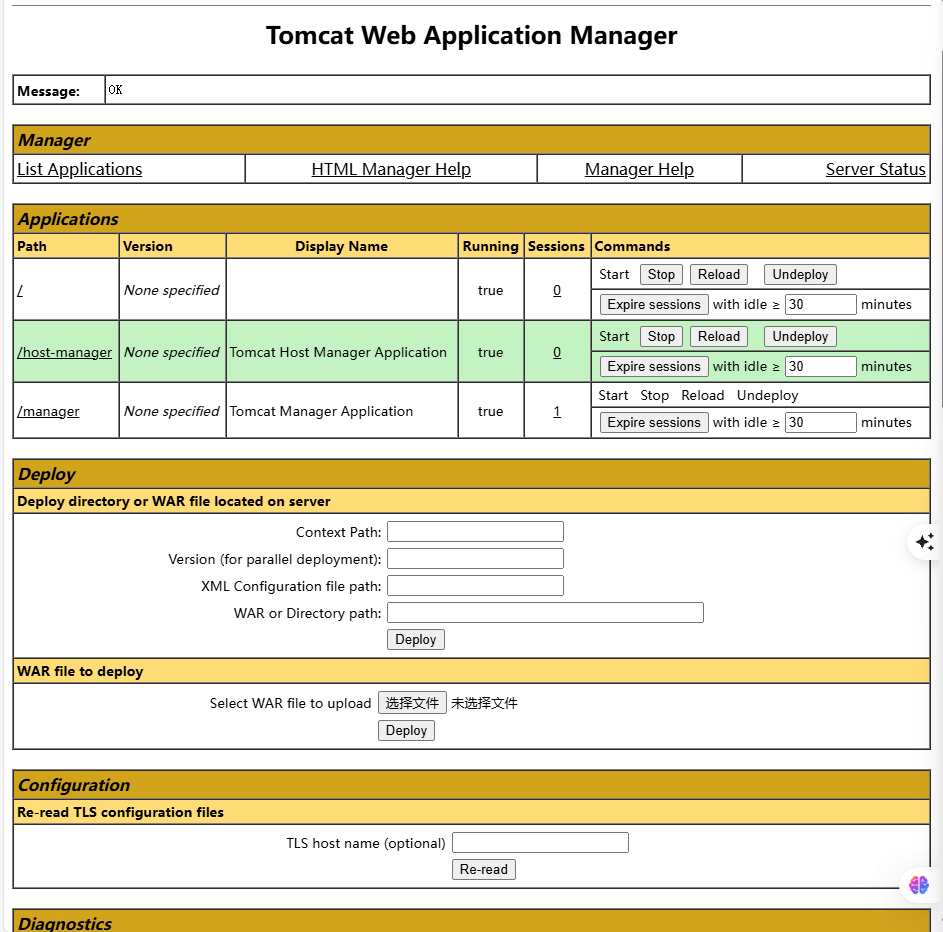 Tomcat Web Application Manager
Message: OK
Manager
List Applications HTML Manager Help Manager Help Server Status
Applications
Path Version Display Name Running Sessions Commands
/ None specified true 0 Start Stop Reload Undeploy
Expire sessions with idle ≥ 30 minutes
/host-manager None specified Tomcat Host Manager Application true 0 Start Stop Reload Undeploy
Expire sessions with idle ≥ 30 minutes
/manager None specified Tomcat Manager Application true 1 Start Stop Reload Undeploy
Expire sessions with idle ≥ 30 minutes
Deploy
Deploy directory or WAR file located on server
Context Path:
Version (for parallel deployment):
XML Configuration file path:
WAR or Directory path:
Deploy
WAR file to deploy
Select WAR file to upload 选择文件 未选择文件
Deploy
Configuration
Re-read TLS configuration files
TLS host name (optional)
Re-read
Diagnostics